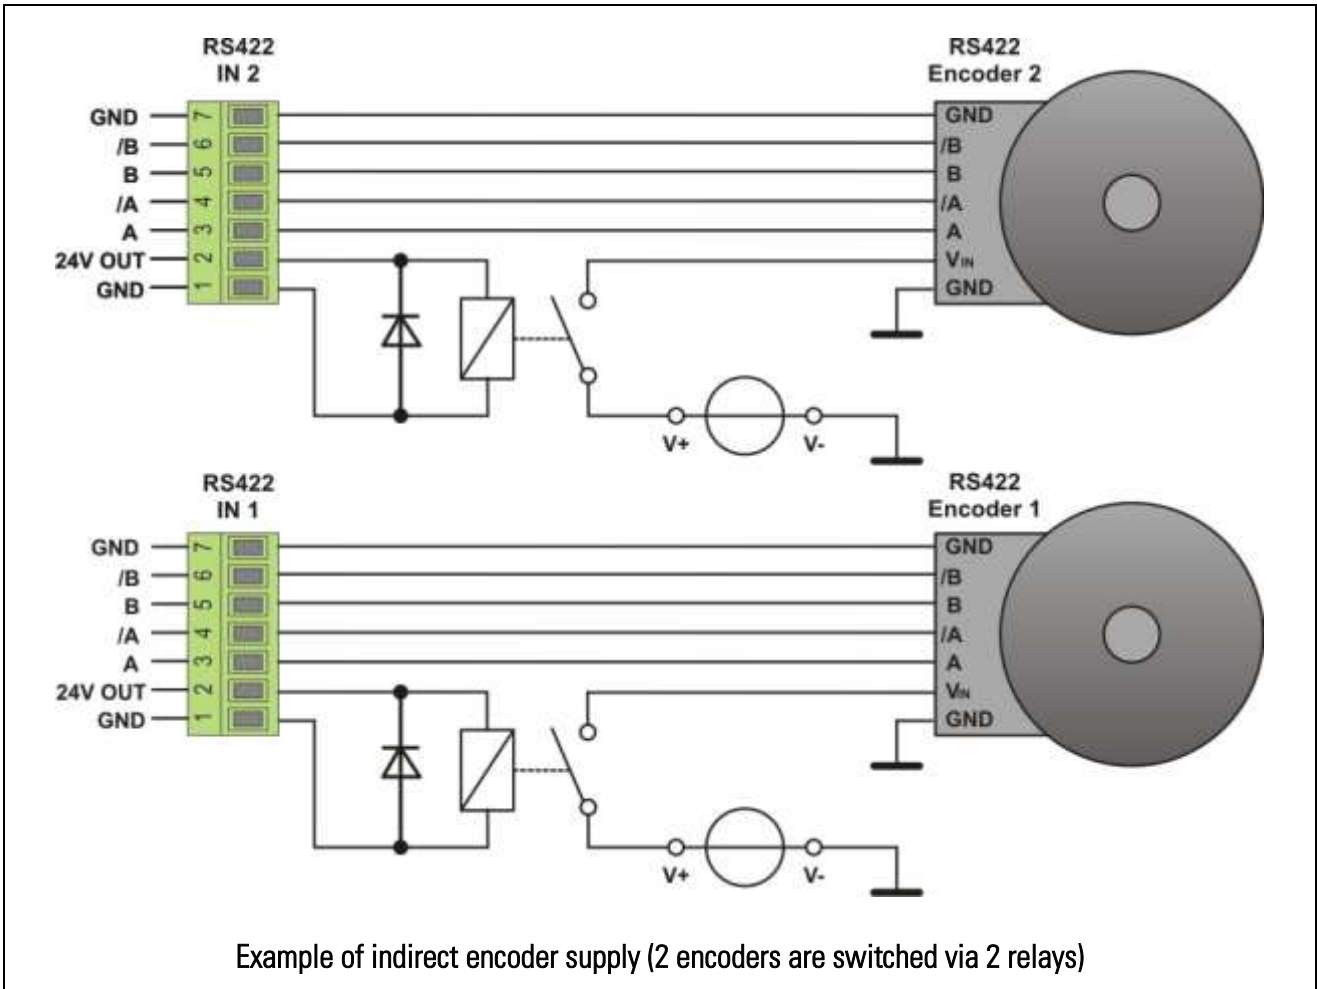 RS422
IN 2
RS422
Encoder 2
GND 7 GND
/B 6 /B
B 5 B
/A 4 /A
A 3 A
24V OUT 2 VIN
GND 1 GND
V+ V-
RS422
IN 1
RS422
Encoder 1
GND 7 GND
/B 6 /B
B 5 B
/A 4 /A
A 3 A
24V OUT 2 VIN
GND 1 GND
V+ V-
Example of indirect encoder supply (2 encoders are switched via 2 relays)